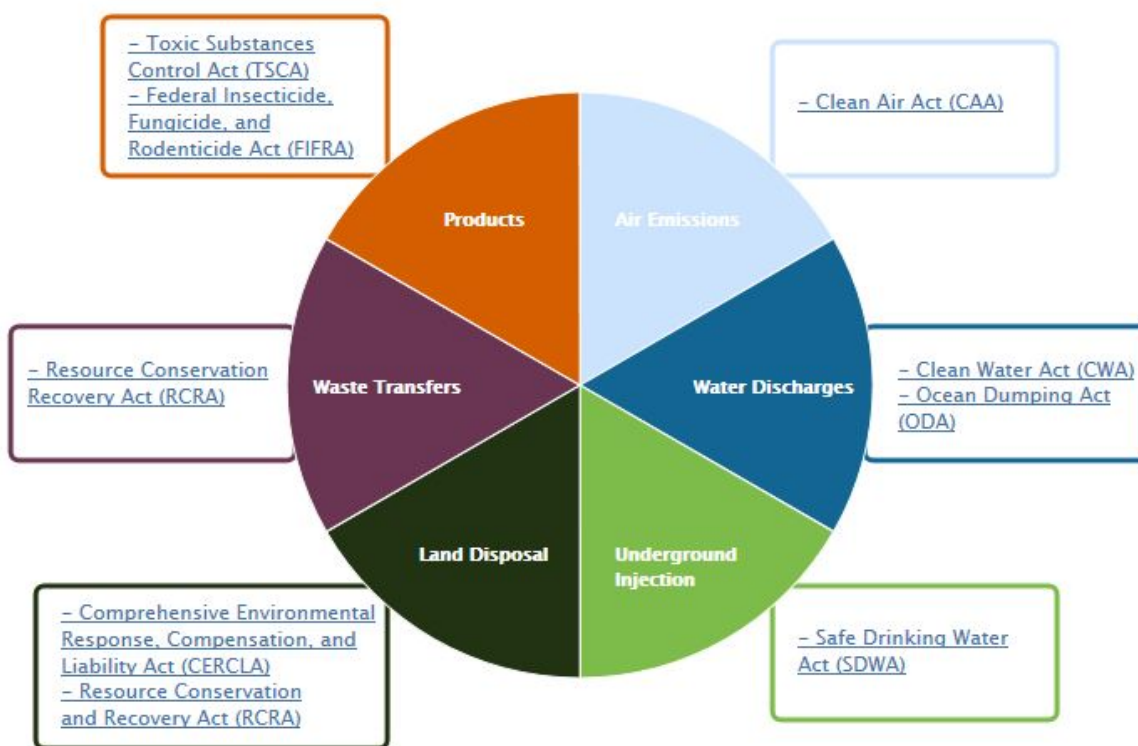 – Toxic Substances
Control Act (TSCA)
– Federal Insecticide,
Fungicide, and
Rodenticide Act (FIFRA)
– Clean Air Act (CAA)
Products
Air Emissions
– Resource Conservation
Recovery Act (RCRA)
Waste Transfers
Water Discharges
– Clean Water Act (CWA)
– Ocean Dumping Act
(ODA)
Land Disposal
Underground
Injection
– Comprehensive Environmental
Response, Compensation, and
Liability Act (CERCLA)
– Resource Conservation
and Recovery Act (RCRA)
– Safe Drinking Water
Act (SDWA)